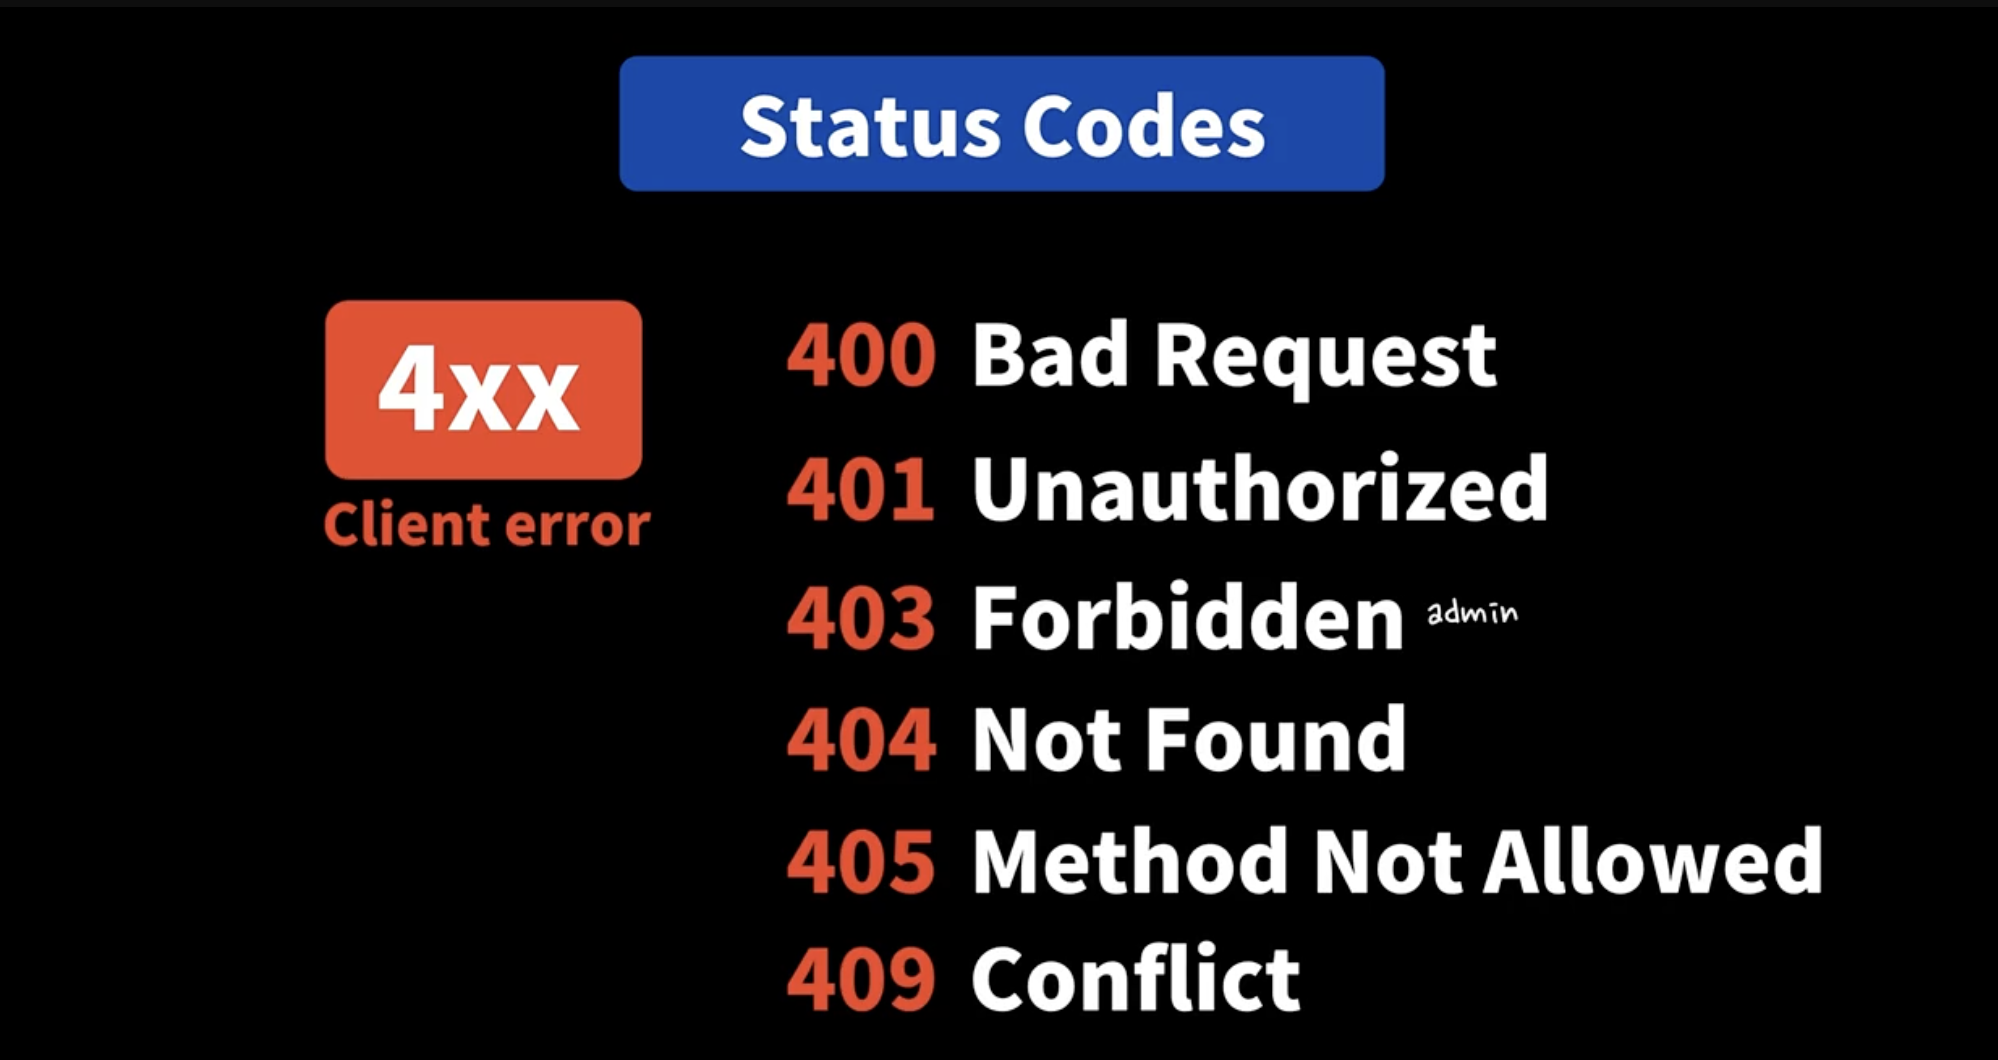 Status Codes
4xx
Client error
400 Bad Request
401 Unauthorized
403 Forbidden admin
404 Not Found
405 Method Not Allowed
409 Conflict